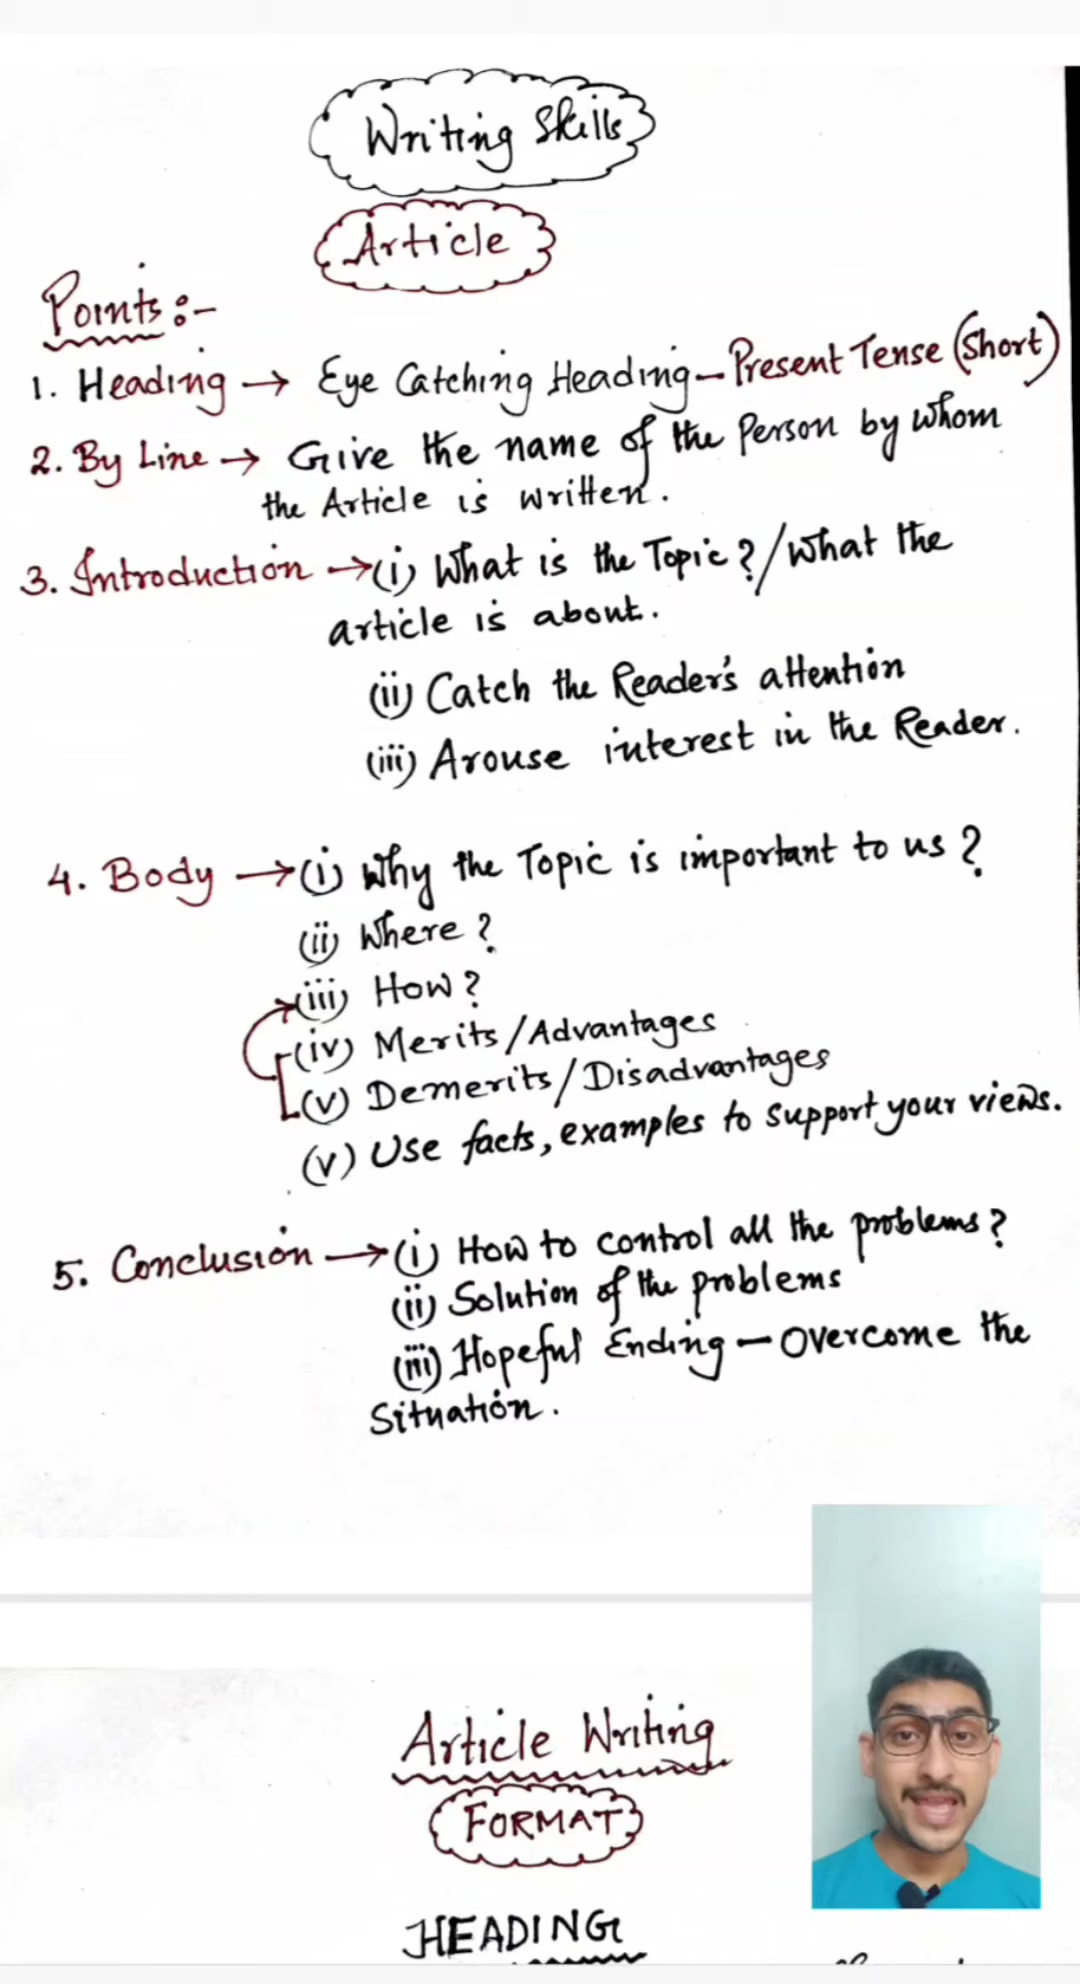 Writing Skills
Article
Points :-
1. Heading → Eye Catching Heading - Present Tense (Short)
2. By Line → Give the name of the Person by whom
the Article is written.
3. Introduction → (i) What is the Topic? / what the
article is about.
(ii) Catch the Reader's attention
(iii) Arouse interest in the Reader.
4. Body → (i) Why the Topic is important to us?
(ii) Where?
(iii) How?
(iv) Merits/Advantages
(v) Demerits/Disadvantages
(v) Use facts, examples to support your views.
5. Conclusion → (i) How to control all the problems?
(ii) Solution of the problems
(iii) Hopeful Ending - Overcome the
Situation.
Article Writing
FORMAT
HEADING